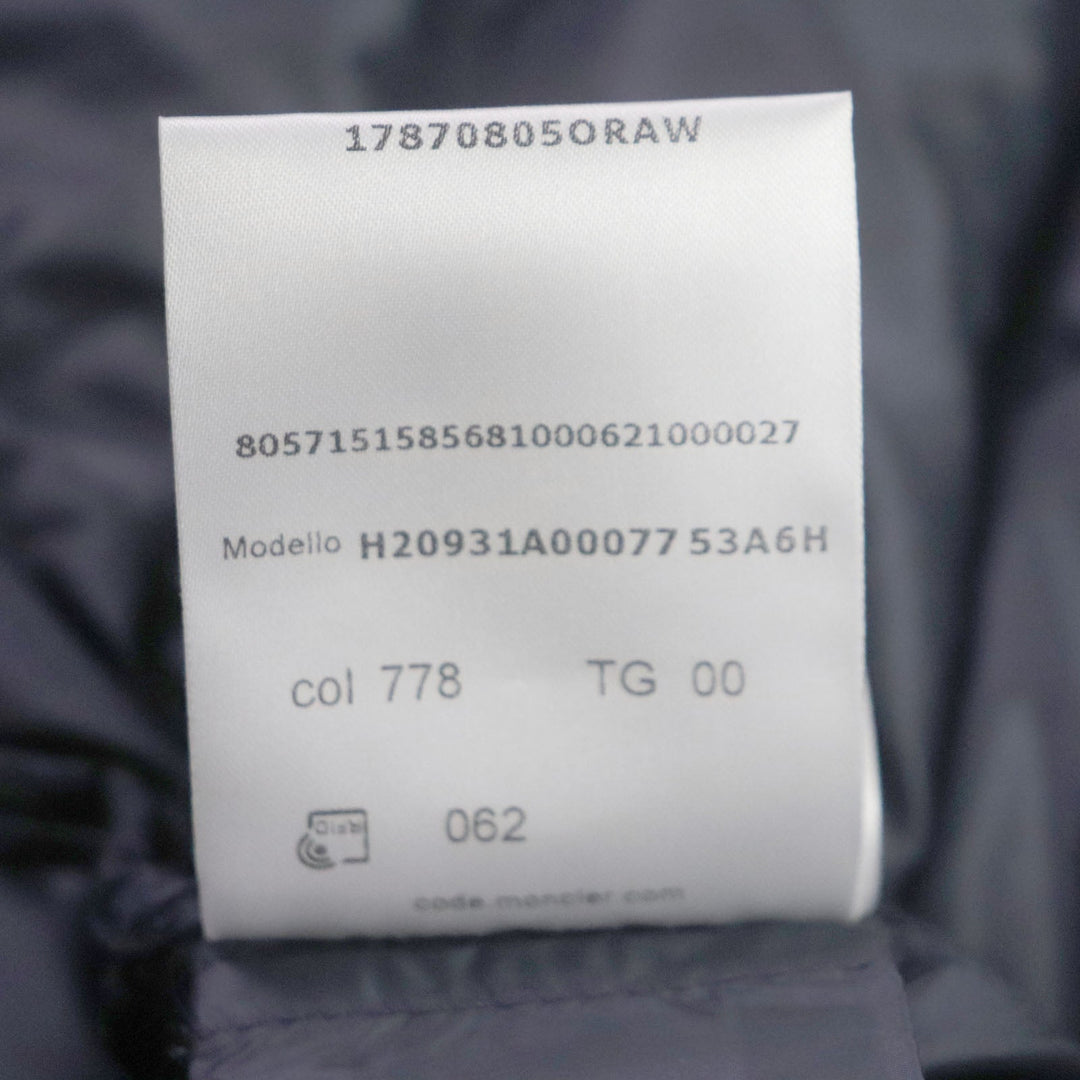 17870805ORAW
8057151585681000621000027
Modello H20931A00077 53A6H
col 778 TG 00
062
code.moncler.com